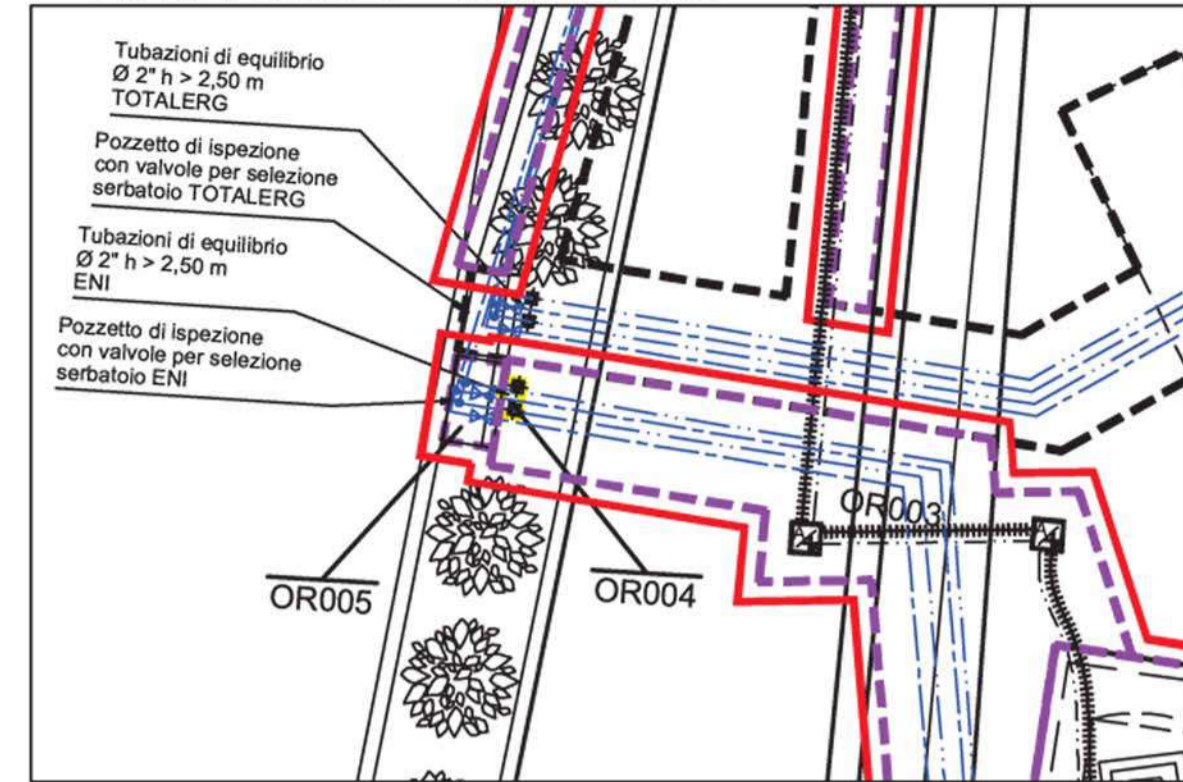 Tubazioni di equilibrio
Ø 2" h > 2,50 m
TOTALERG
Pozzetto di ispezione
con valvole per selezione
serbatoio TOTALERG
Tubazioni di equilibrio
Ø 2" h > 2,50 m
ENI
Pozzetto di ispezione
con valvole per selezione
serbatoio ENI
OR003
OR005
OR004